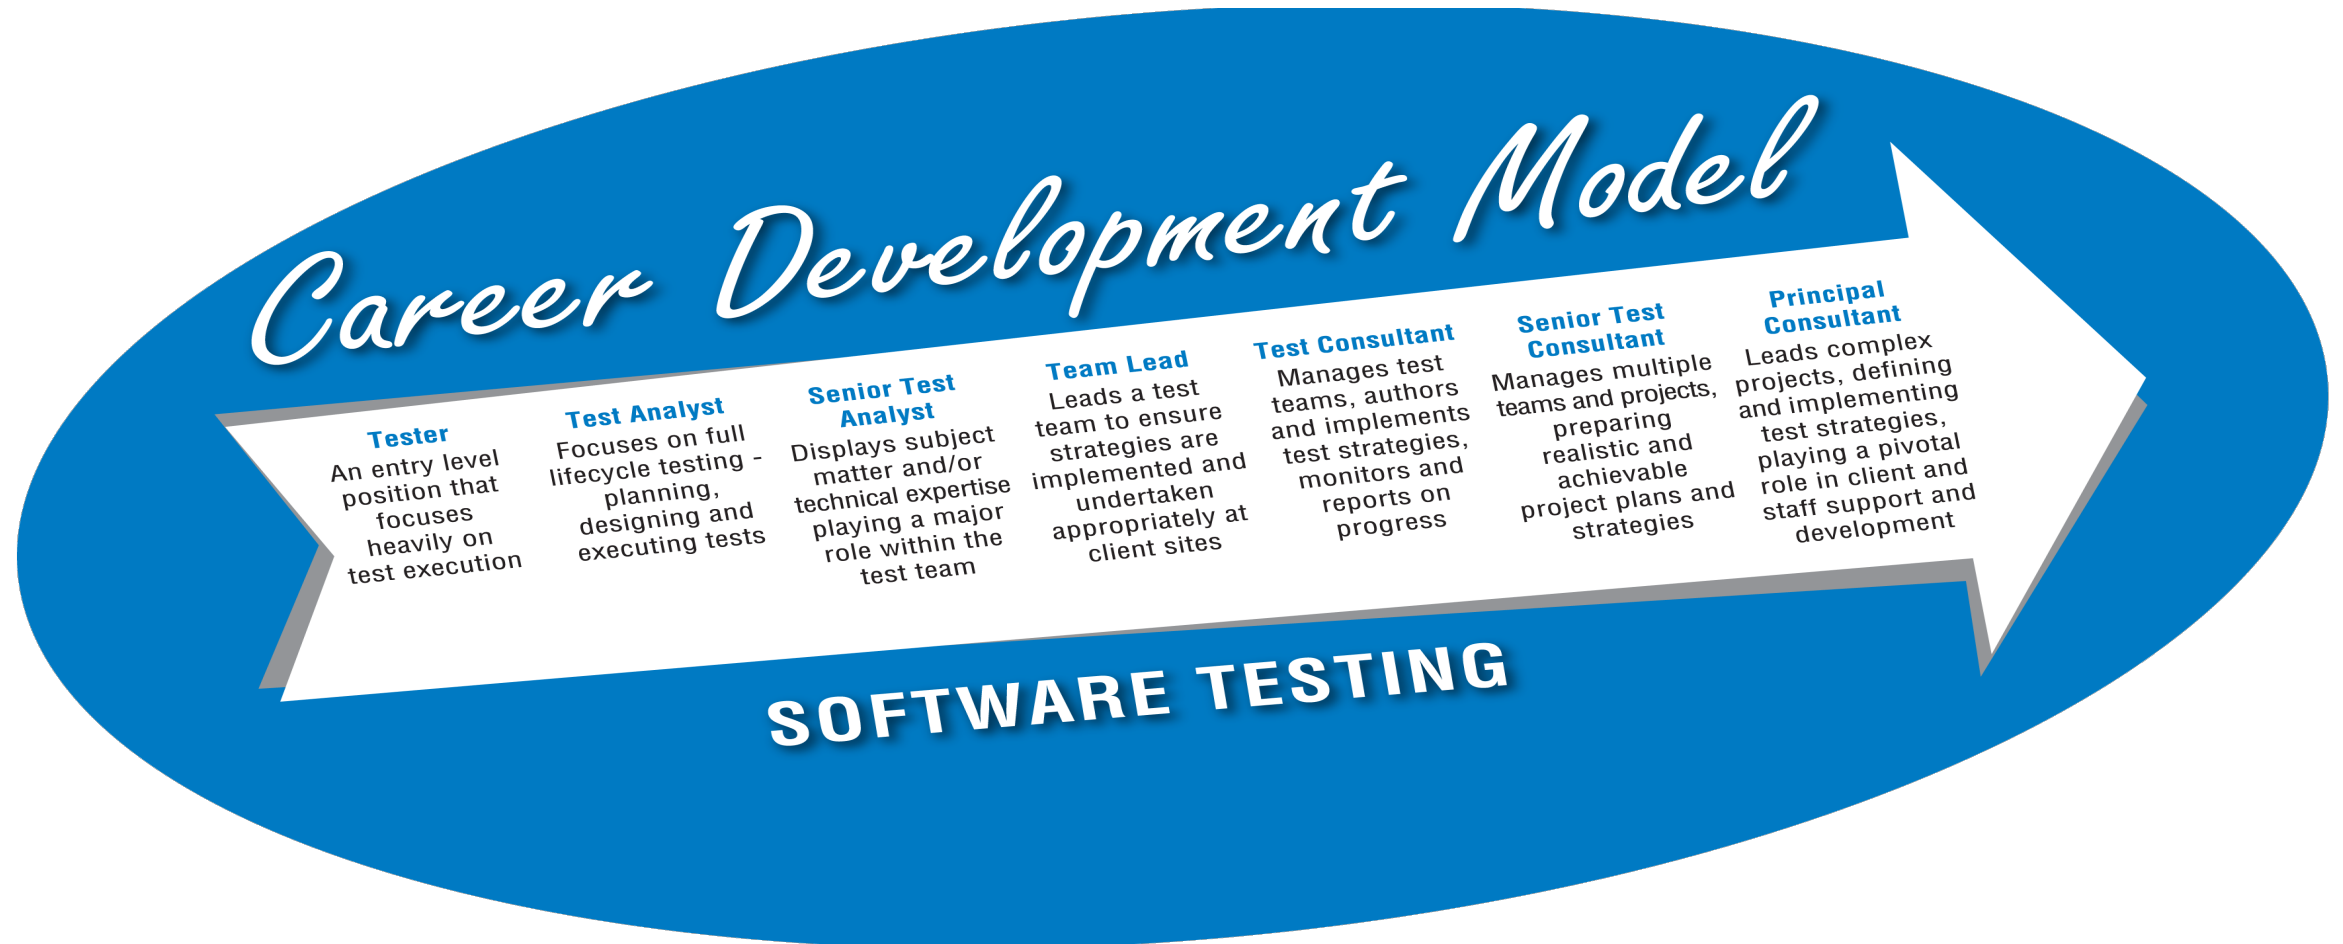 Career Development Model
Tester
An entry level
position that
focuses
heavily on
test execution
Test Analyst
Focuses on full
lifecycle testing -
planning,
designing and
executing tests
Senior Test
Analyst
Displays subject
matter and/or
technical expertise
playing a major
role within the
test team
Team Lead
Leads a test
team to ensure
strategies are
implemented and
undertaken
appropriately at
client sites
Test Consultant
Manages test
teams, authors
and implements
test strategies,
monitors and
reports on
progress
Senior Test
Consultant
Manages multiple
teams and projects,
preparing
realistic and
achievable
project plans and
strategies
Principal
Consultant
Leads complex
projects, defining
and implementing
test strategies,
playing a pivotal
role in client and
staff support and
development
SOFTWARE TESTING